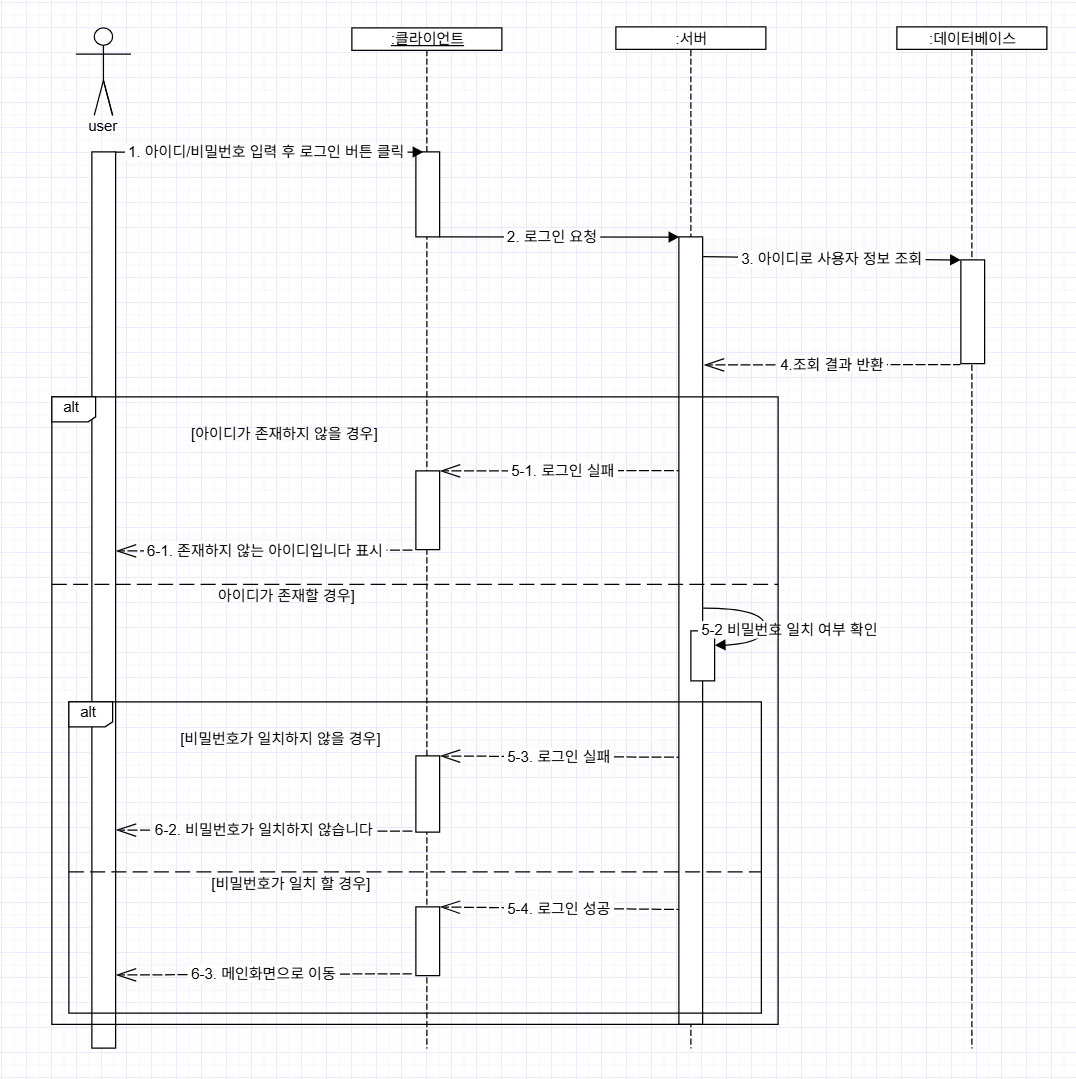 :클라이언트
:서버
:데이터베이스
user
1. 아이디/비밀번호 입력 후 로그인 버튼 클릭
2. 로그인 요청
3. 아이디로 사용자 정보 조회
4.조회 결과 반환
alt
[아이디가 존재하지 않을 경우]
5-1. 로그인 실패
6-1. 존재하지 않는 아이디입니다 표시
아이디가 존재할 경우]
5-2 비밀번호 일치 여부 확인
alt
[비밀번호가 일치하지 않을 경우]
5-3. 로그인 실패
6-2. 비밀번호가 일치하지 않습니다
[비밀번호가 일치 할 경우]
5-4. 로그인 성공
6-3. 메인화면으로 이동